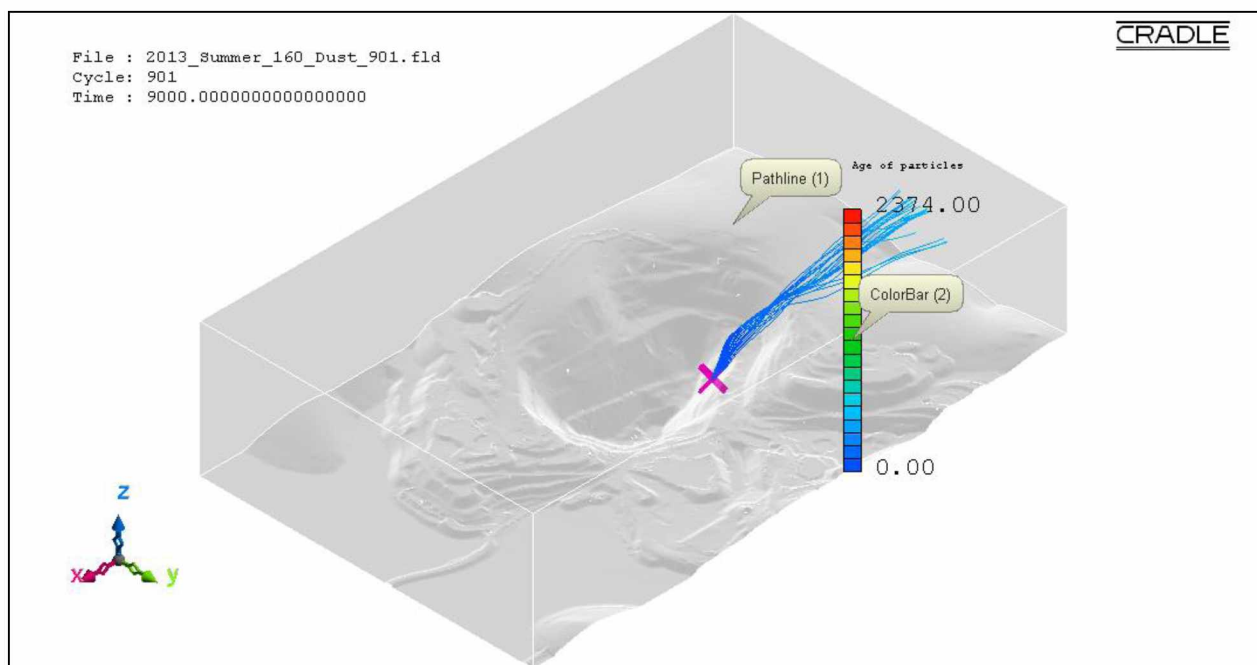 File : 2013_Summer_160_Dust_901.fld
Cycle: 901
Time : 9000.0000000000000000
CRADLE
Pathline (1)
Age of particles
2374.00
ColorBar (2)
0.00
z
x
y